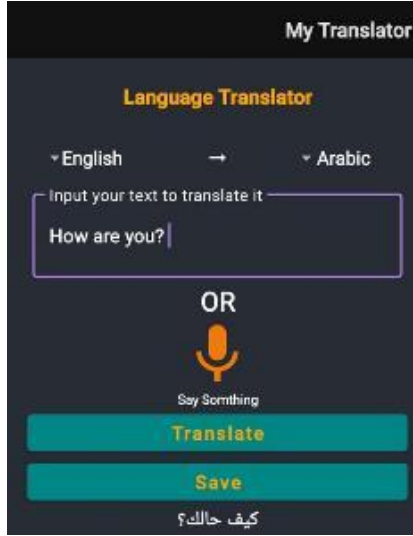 My Translator
Language Translator
English → Arabic
Input your text to translate it
How are you?
OR
Say Somthing
Translate
Save
كيف حالك؟